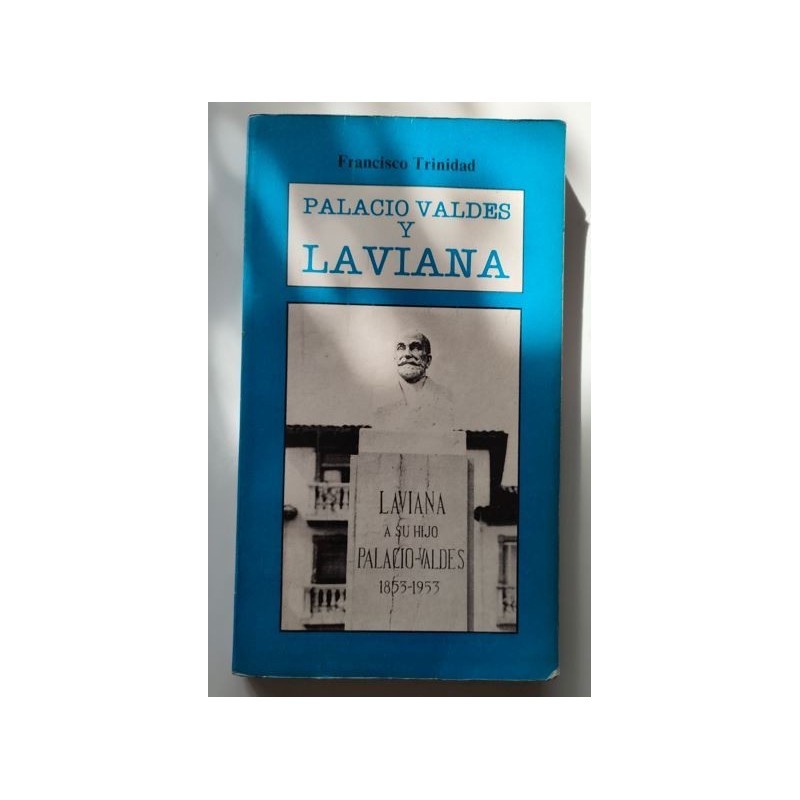 Francisco Trinidad
PALACIO VALDES
Y
LAVIANA
LAVIANA
A SU HIJO
PALACIO-VALDES
1853-1953